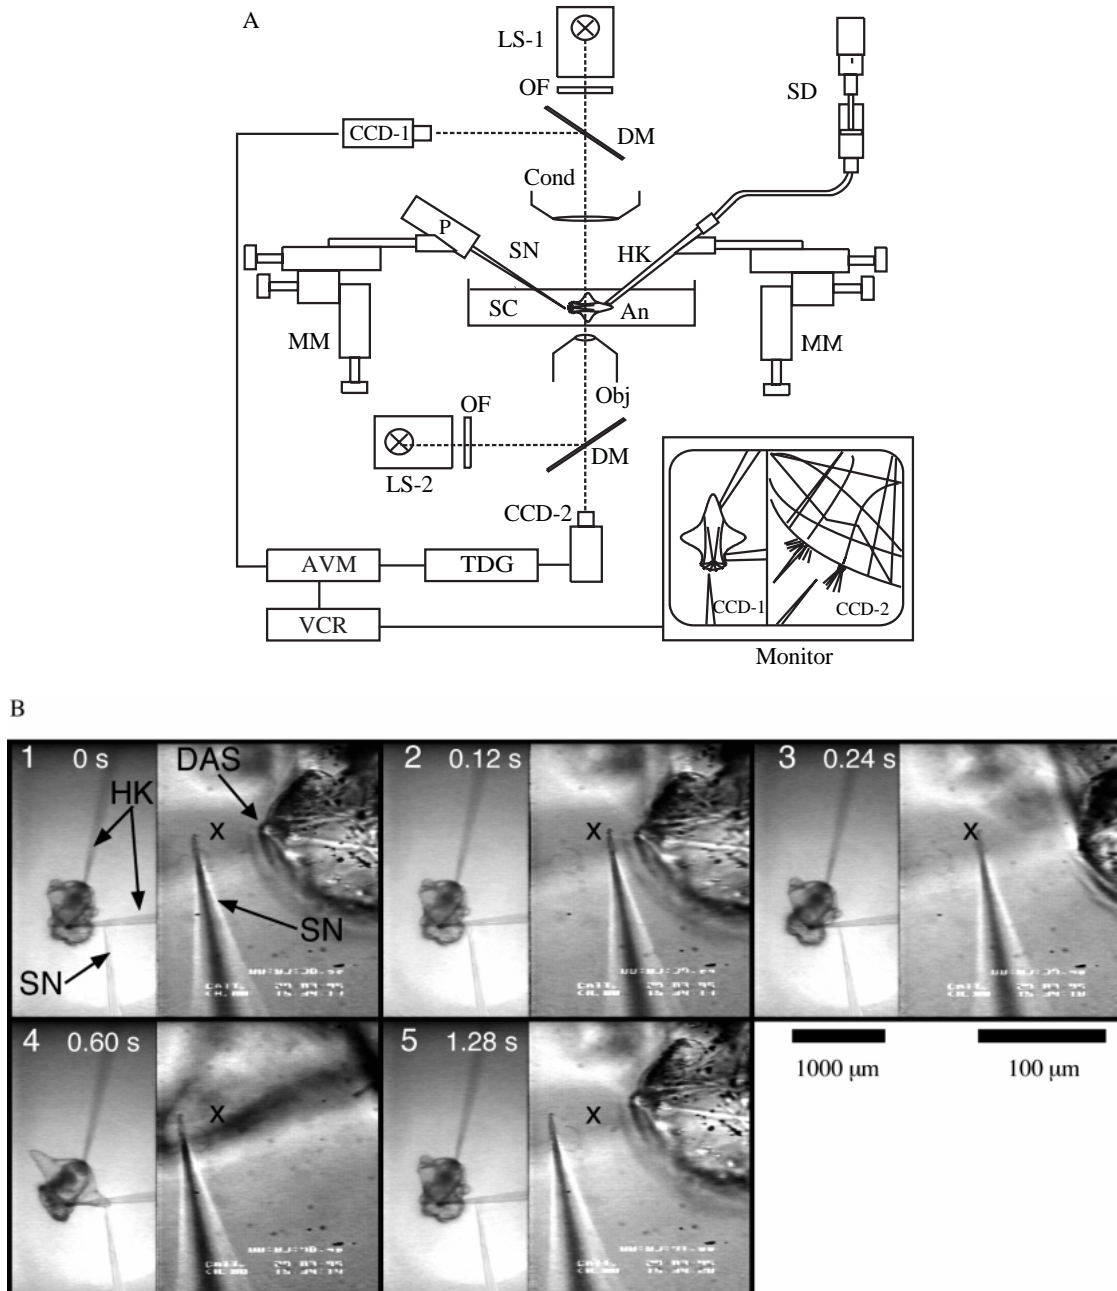 A
LS-1
OF
CCD-1
DM
SD
Cond
P
SN
HK
SC
An
MM
MM
Obj
OF
LS-2
DM
CCD-2
AVM
TDG
VCR
CCD-1
CCD-2
Monitor
B
1 0 s
DAS
HK
x
SN
SN
2 0.12 s
x
3 0.24 s
x
4 0.60 s
x
5 1.28 s
x
1000 µm
100 µm